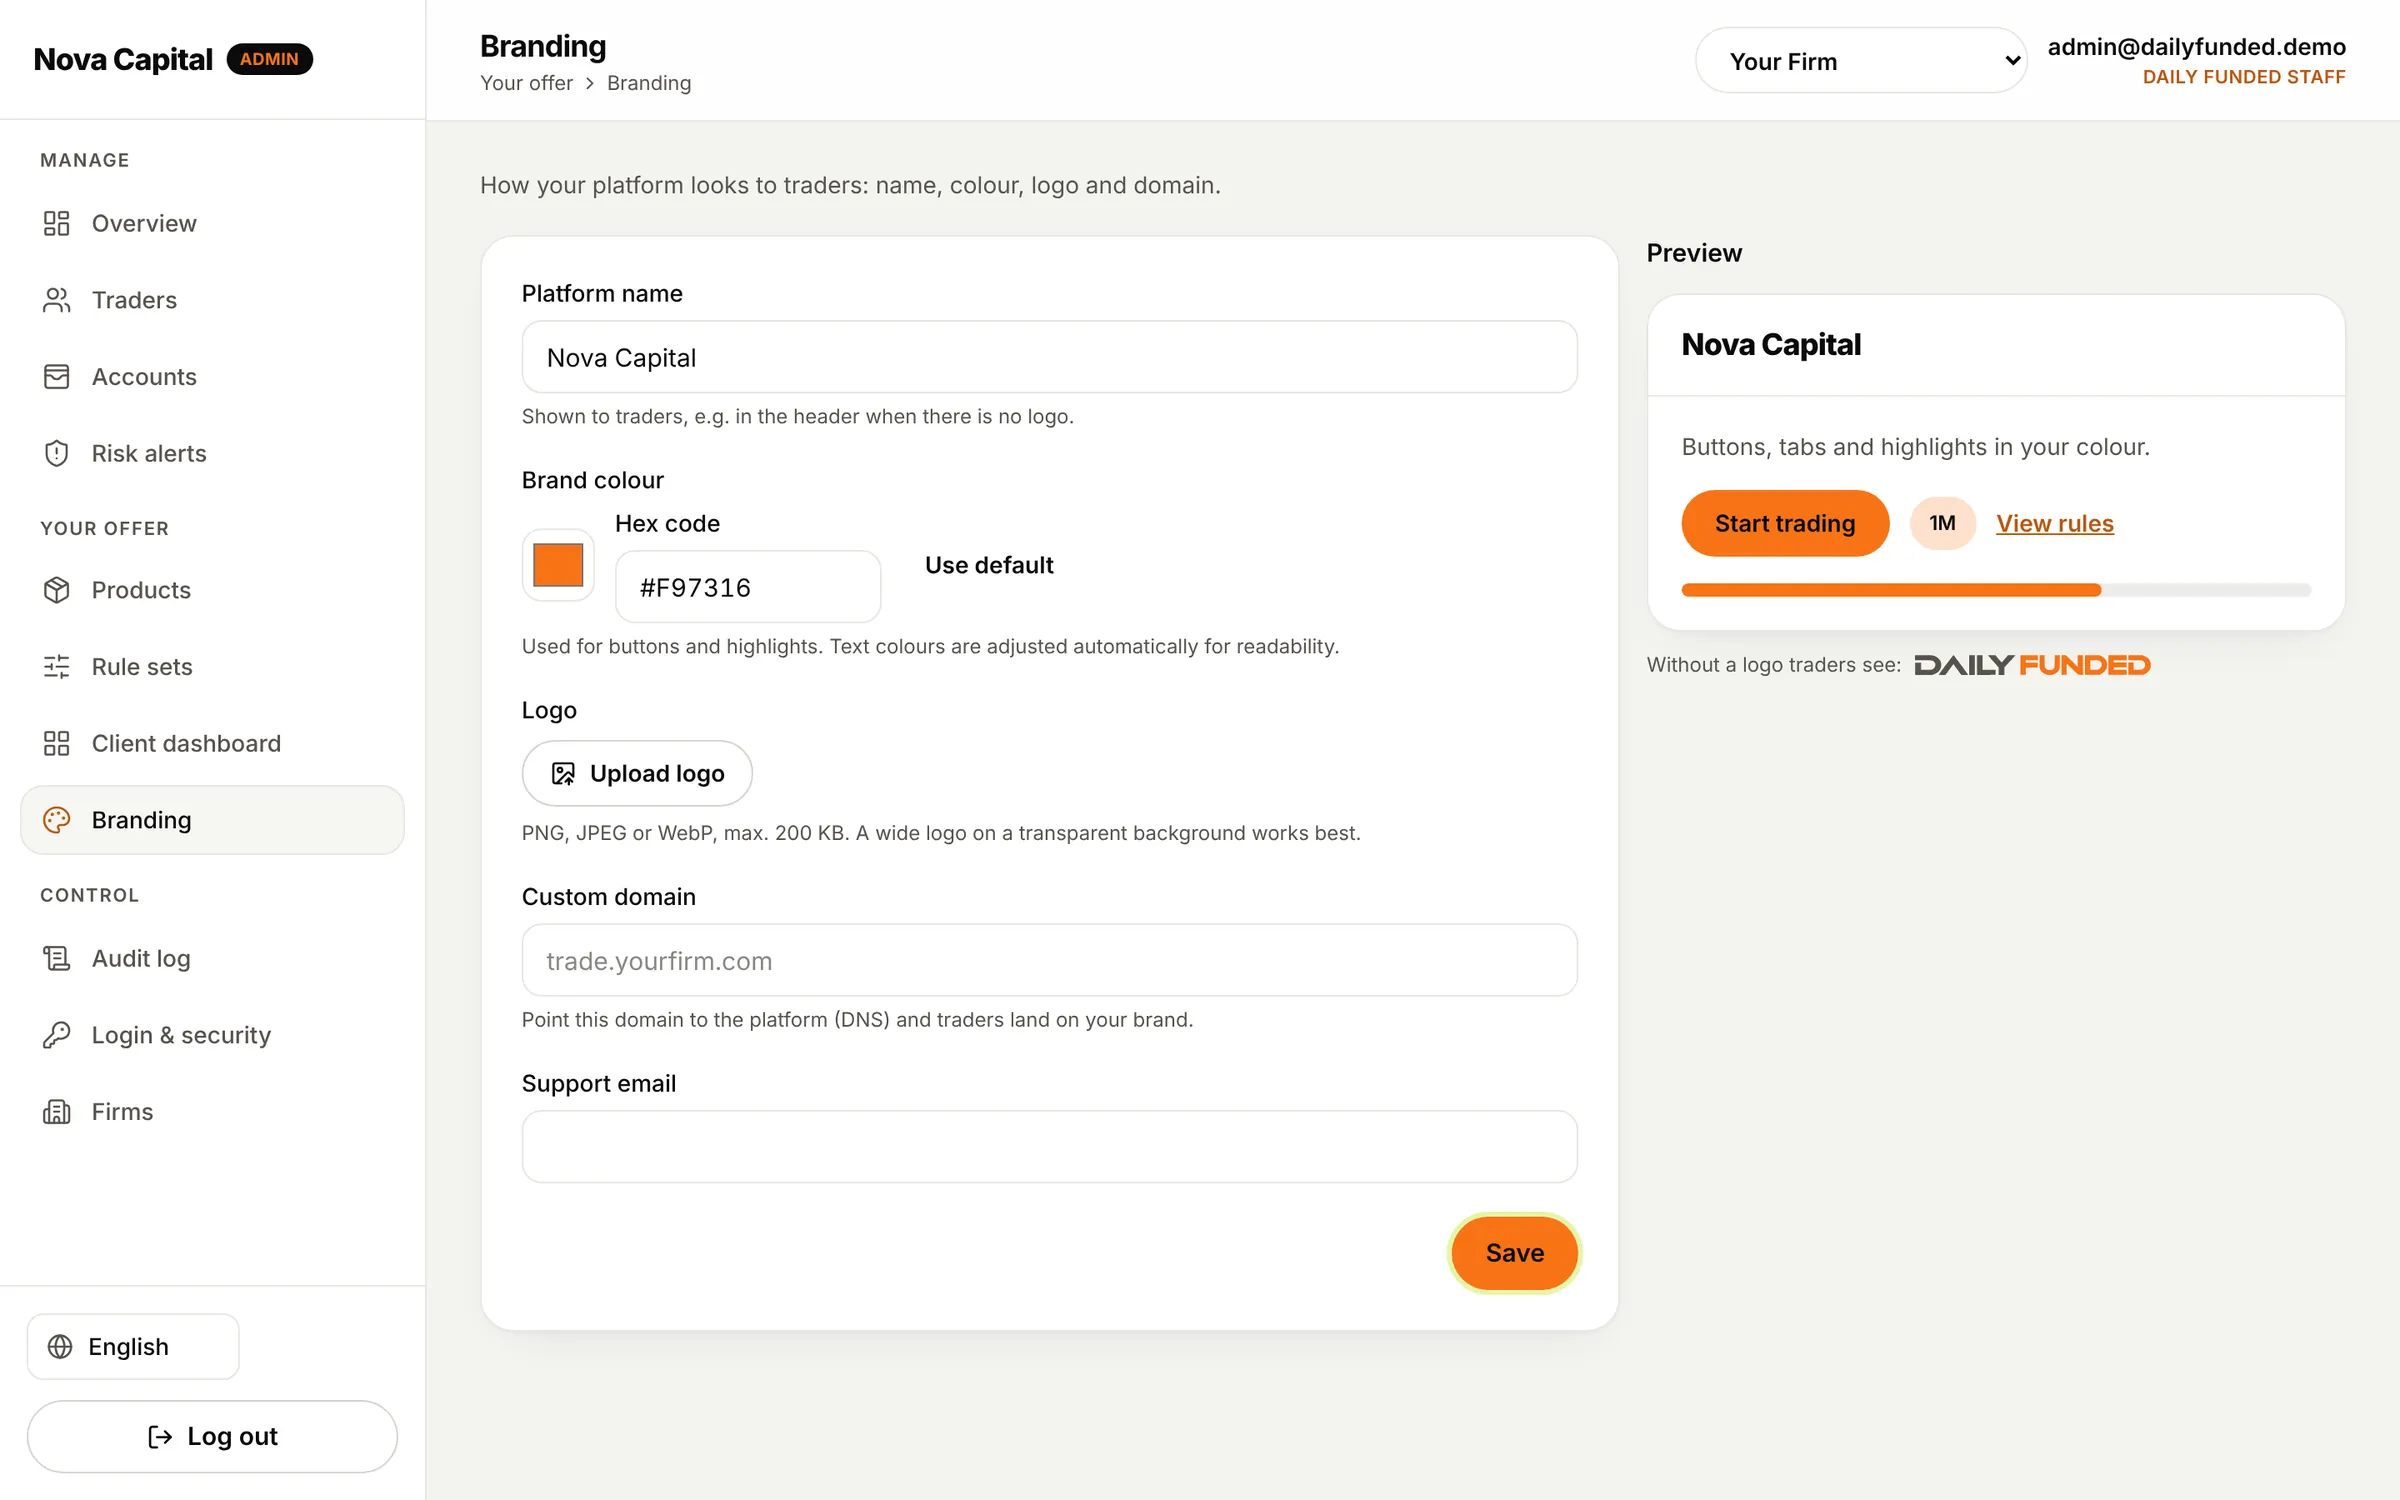 Nova Capital ADMIN
MANAGE
Overview
Traders
Accounts
Risk alerts
YOUR OFFER
Products
Rule sets
Client dashboard
Branding
CONTROL
Audit log
Login & security
Firms
English
Log out
Branding
Your offer > Branding
Your Firm
admin@dailyfunded.demo
DAILY FUNDED STAFF
How your platform looks to traders: name, colour, logo and domain.
Platform name
Nova Capital
Shown to traders, e.g. in the header when there is no logo.
Brand colour
Hex code
#F97316
Use default
Used for buttons and highlights. Text colours are adjusted automatically for readability.
Logo
Upload logo
PNG, JPEG or WebP, max. 200 KB. A wide logo on a transparent background works best.
Custom domain
trade.yourfirm.com
Point this domain to the platform (DNS) and traders land on your brand.
Support email
Save
Preview
Nova Capital
Buttons, tabs and highlights in your colour.
Start trading 1M View rules
Without a logo traders see: DAILY FUNDED